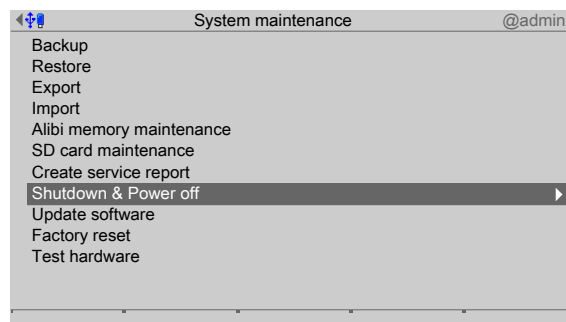 System maintenance @admin
Backup
Restore
Export
Import
Alibi memory maintenance
SD card maintenance
Create service report
Shutdown & Power off
Update software
Factory reset
Test hardware